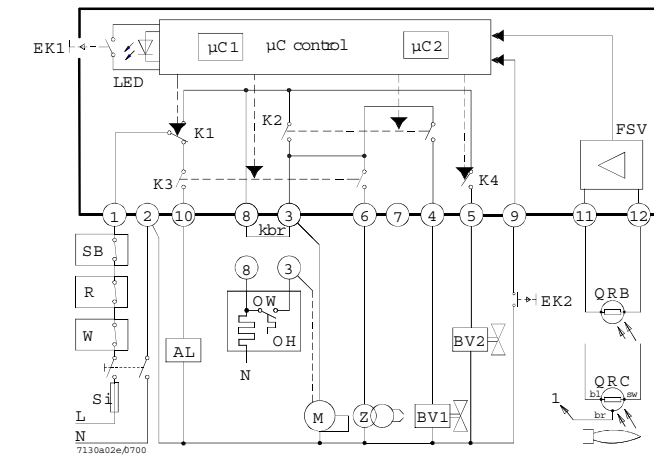 µC1 µC control µC2
EK1
LED
FSV
K1 K2
K3 K4
1 2 10 8 3 6 7 4 5 9 11 12
kbr
SB
8 3
R
OW
EK2 QRB
W
OH
BV2
AL
N
QRC
bl sw
1
br
Si
L
M Z BV1
N
7130a02e/0700